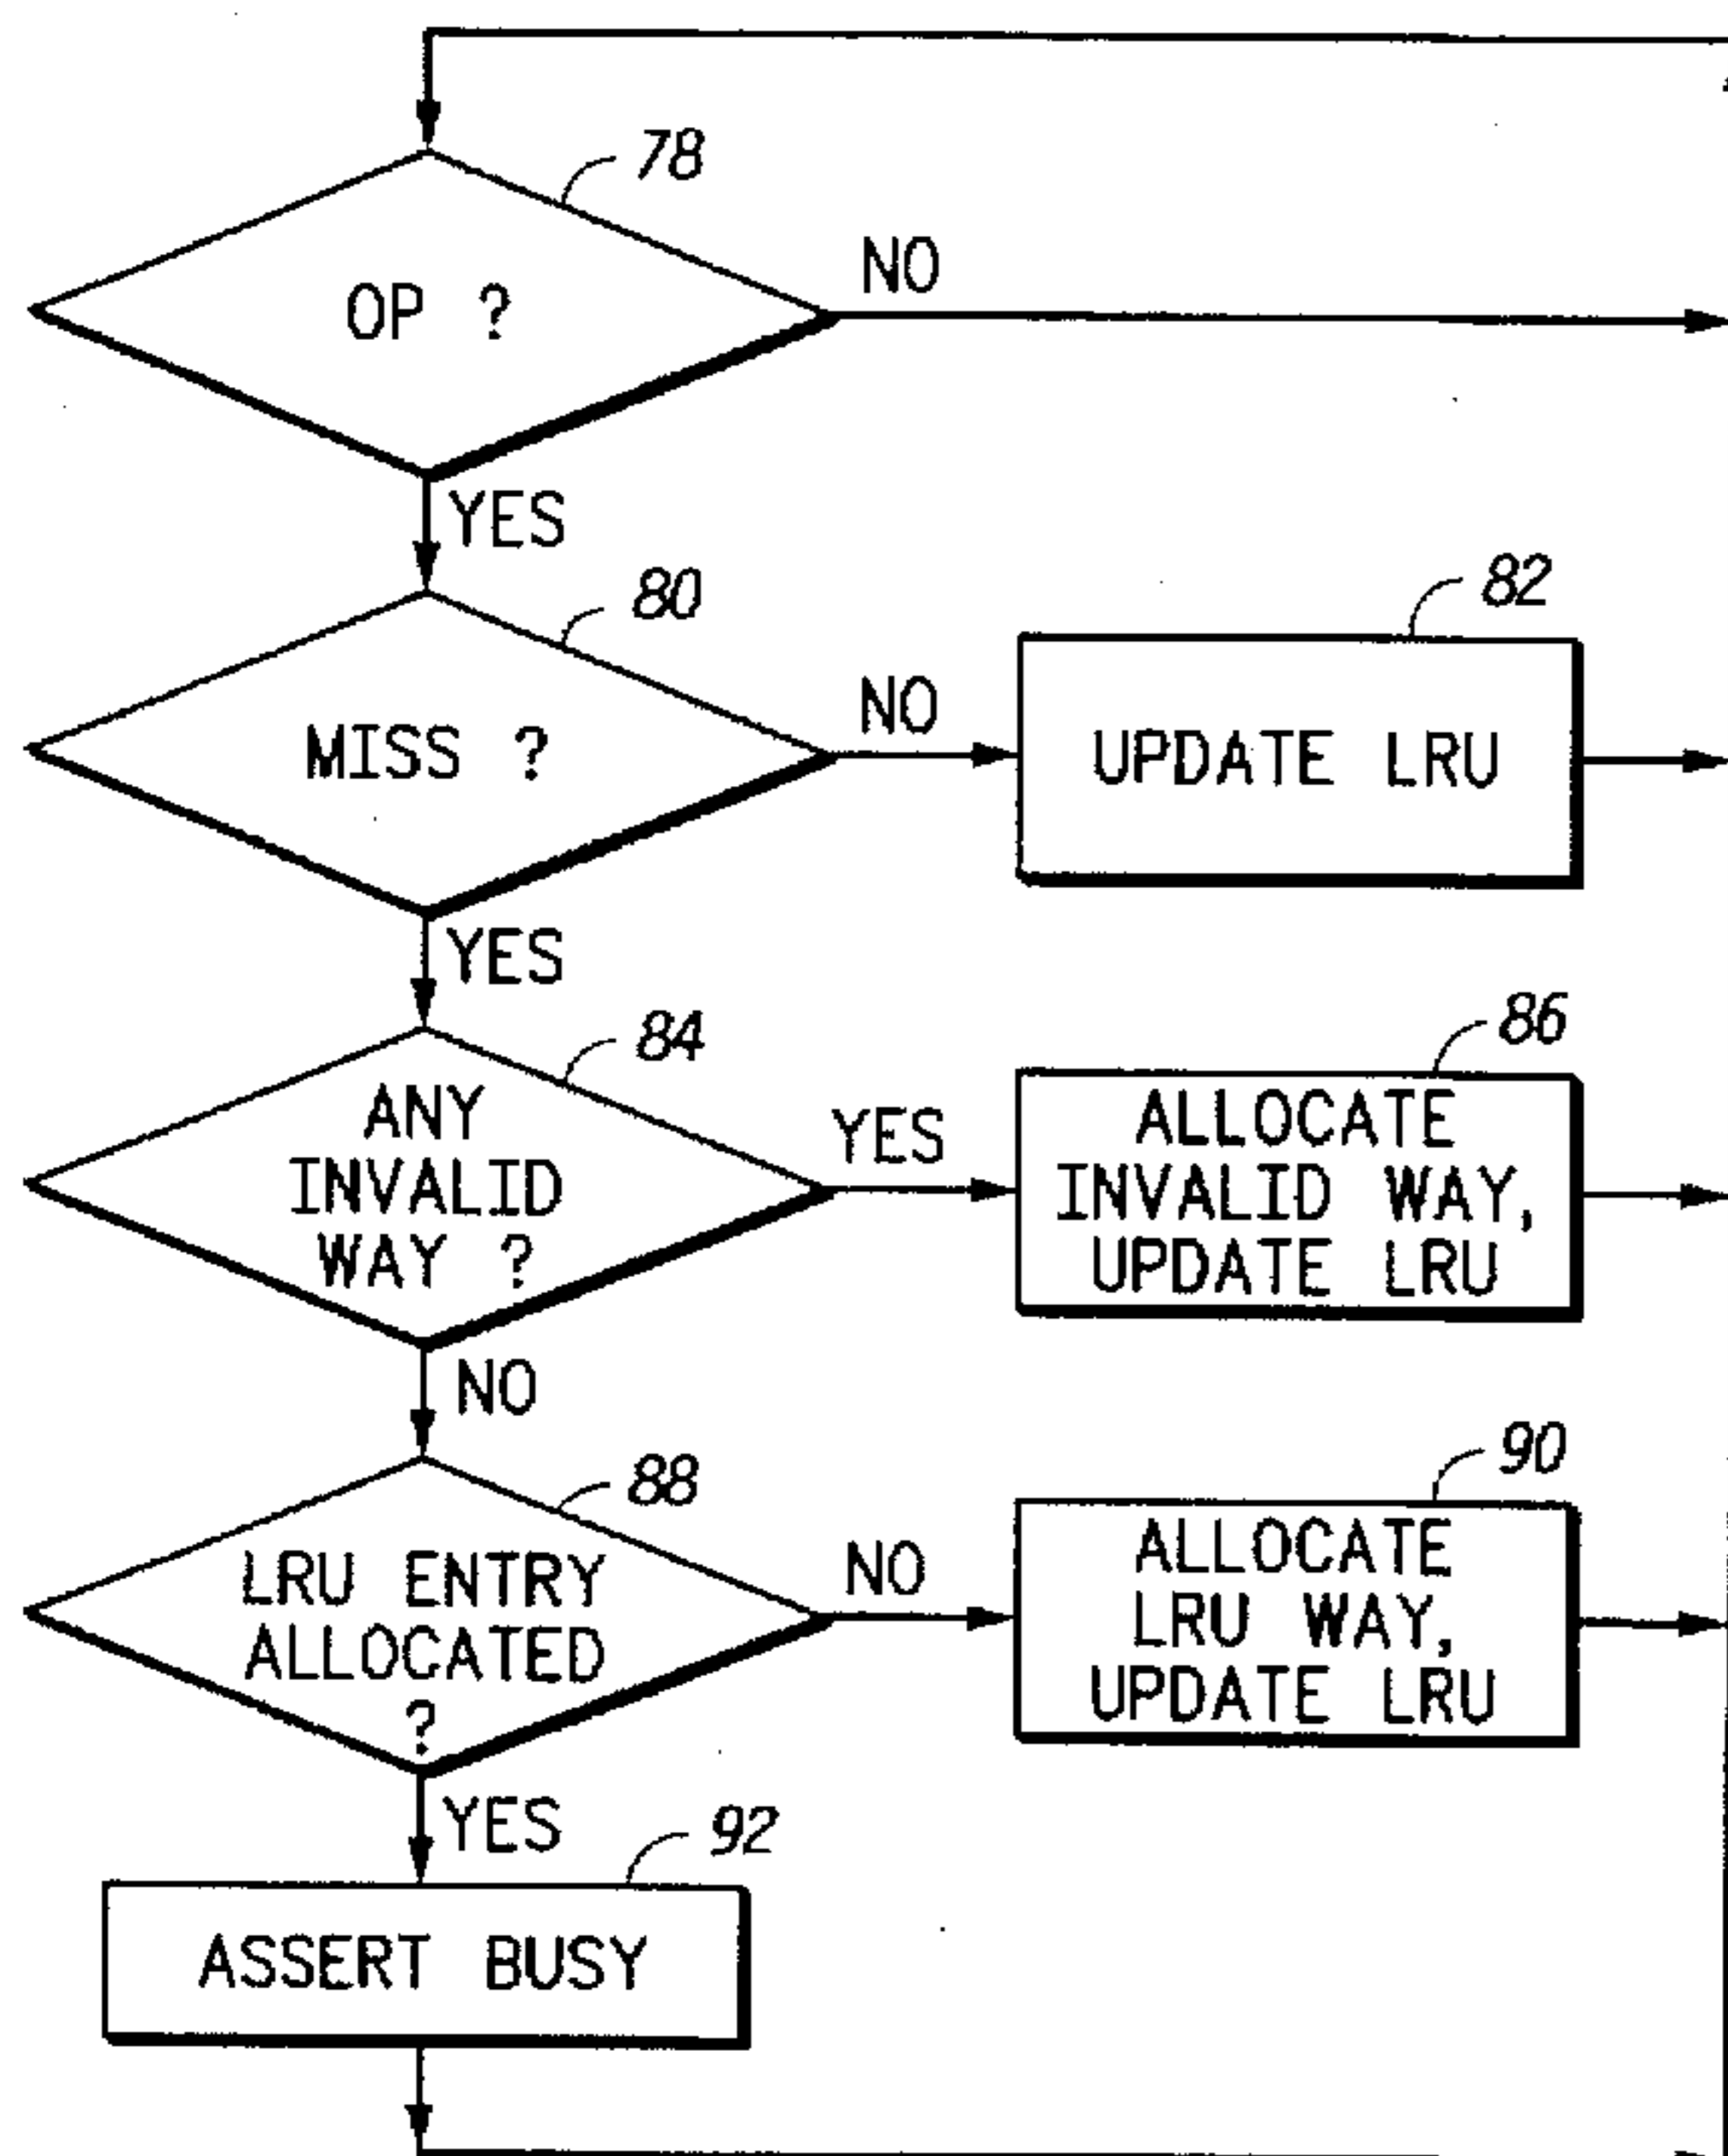 78
OP ?
NO
YES
80
MISS ?
NO
82
UPDATE LRU
YES
84
ANY
INVALID
WAY ?
YES
86
ALLOCATE
INVALID WAY,
UPDATE LRU
NO
88
LRU ENTRY
ALLOCATED
?
NO
90
ALLOCATE
LRU WAY,
UPDATE LRU
YES
92
ASSERT BUSY